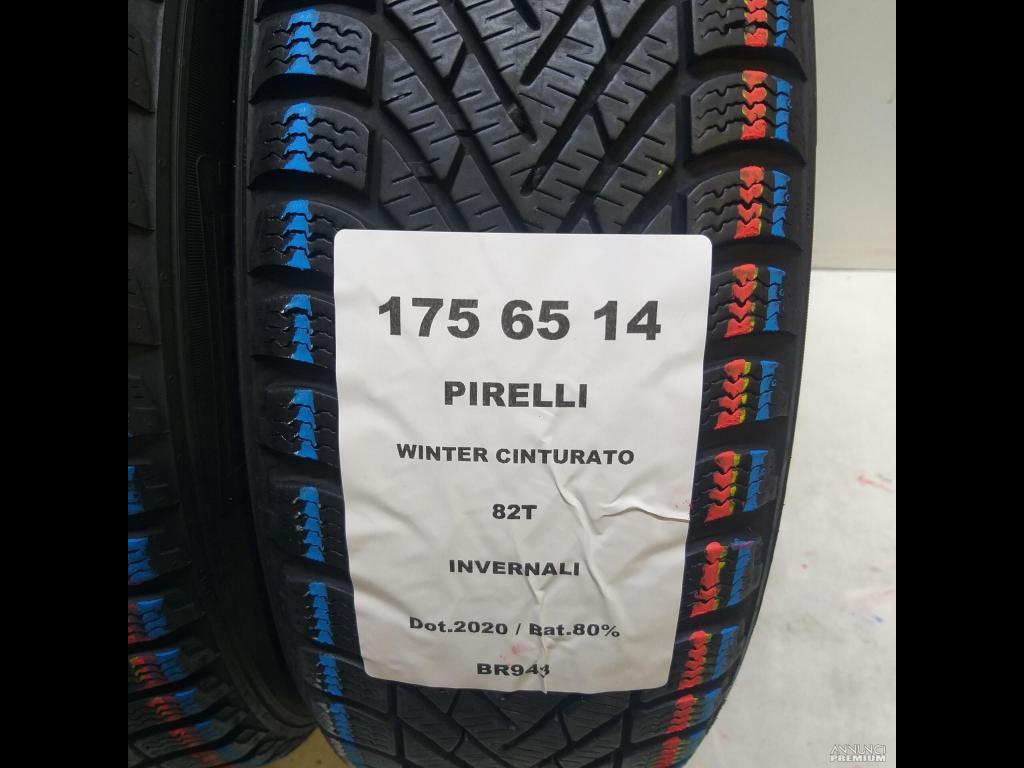 175 65 14
PIRELLI
WINTER CINTURATO
82T
INVERNALI
Dot.2020 / Bat.80%
ANNUNCI
PREMIUM